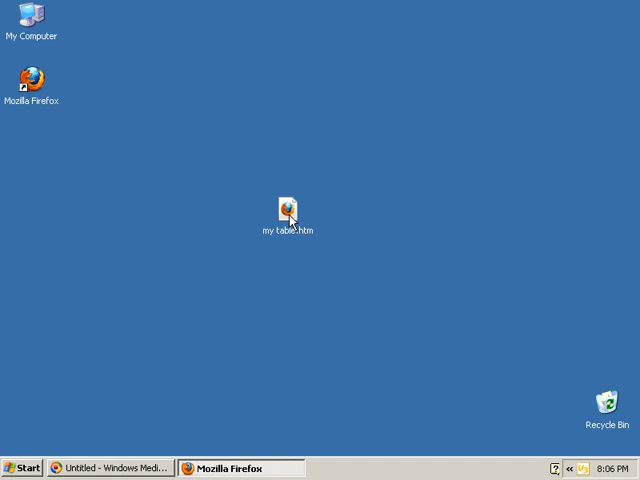 My Computer
Mozilla Firefox
my table.htm
Recycle Bin
Start
Untitled - Windows Medi...
Mozilla Firefox
?
«
8:06 PM